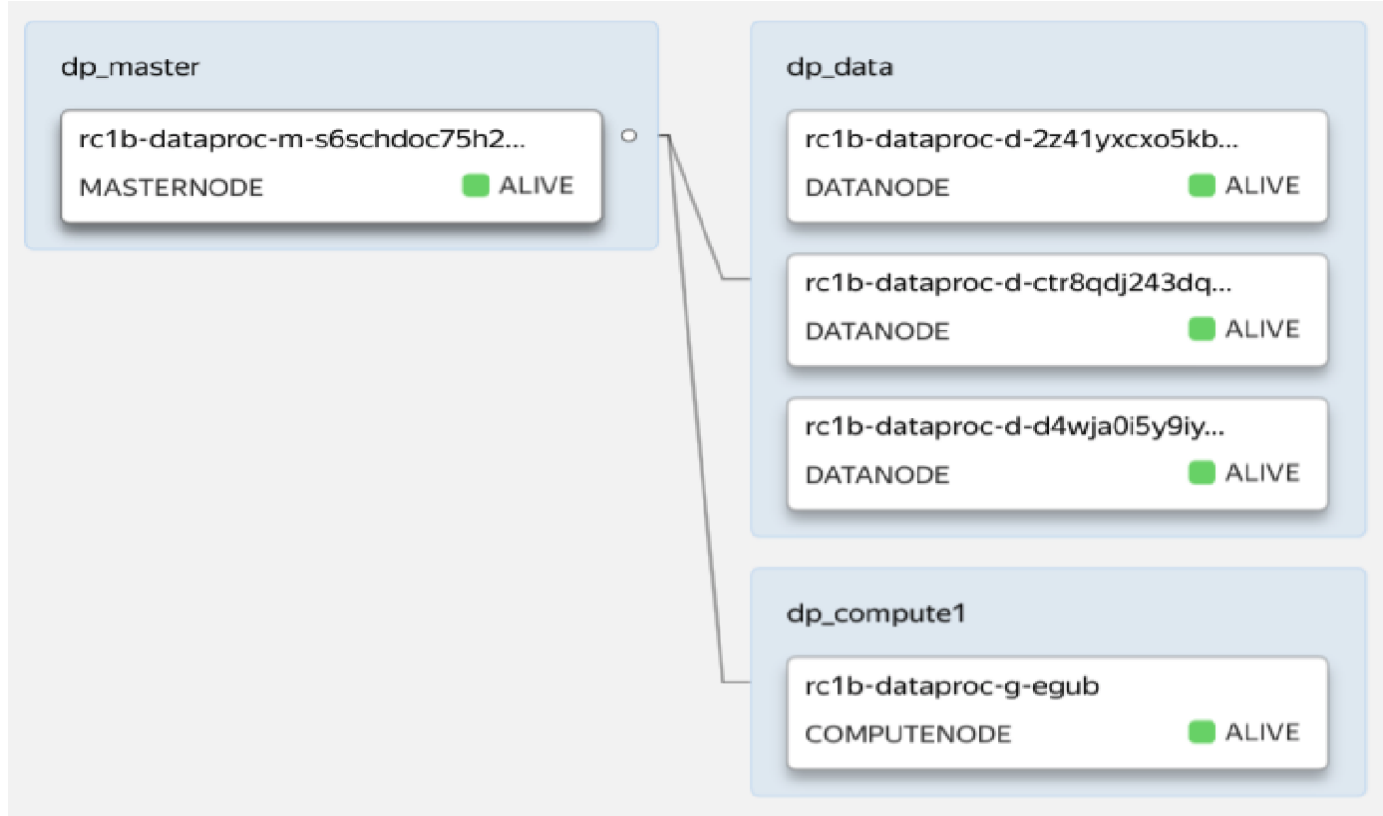 dp_master
rc1b-dataproc-m-s6schdoc75h2...
MASTERNODE
ALIVE
dp_data
rc1b-dataproc-d-2z41yxcxo5kb...
DATANODE
ALIVE
rc1b-dataproc-d-ctr8qdj243dq...
DATANODE
ALIVE
rc1b-dataproc-d-d4wja0i5y9iy...
DATANODE
ALIVE
dp_compute1
rc1b-dataproc-g-egub
COMPUTENODE
ALIVE